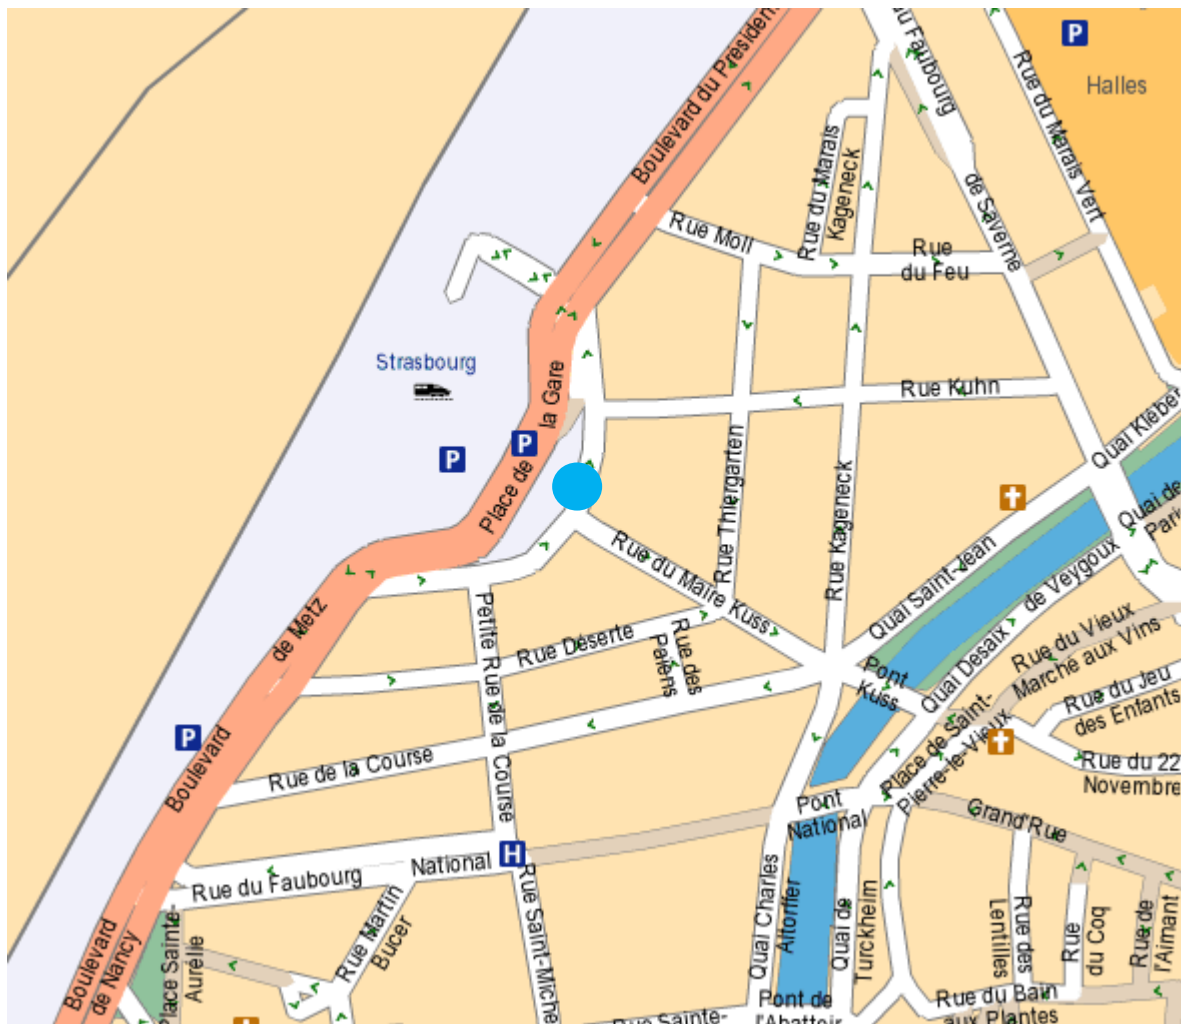 du Faubourg
de Saverne
Boulevard du Président
P
Halles
Rue du Marais Vert
Rue du Marais
Kageneck
Rue Moll
Rue
du Feu
Strasbourg
Place de
la Gare
P
P
Rue Kuhn
Quai Kléber
Rue Thiergarten
Rue Kageneck
Quai Saint-Jean
Quai de
Paris
Rue du Maire Kuss
de Veygoux
Quai Desaix
de Metz
Boulevard
Petite Rue de la Course
Rue Déserte
Rue des
Païens
Pont
Kuss
Rue du Vieux
Marché aux Vins
Rue du Jeu
des Enfants
Place de Saint-
Pierre-le-Vieux
Rue du 22
Novembre
P
Rue de la Course
Pont
National
Grand'Rue
H
Rue du Faubourg
National
Rue Martin
Bucer
Rue Saint-Miche
Quai Charles
Altorffer
Quai de
Turckheim
Rue des
Lentilles
Rue
du Coq
Rue de
l'Aimant
Boulevard
de Nancy
Place Sainte-
Aurélie
Rue Sainte-
Pont de
l'Abattoir
Rue du Bain
aux Plantes